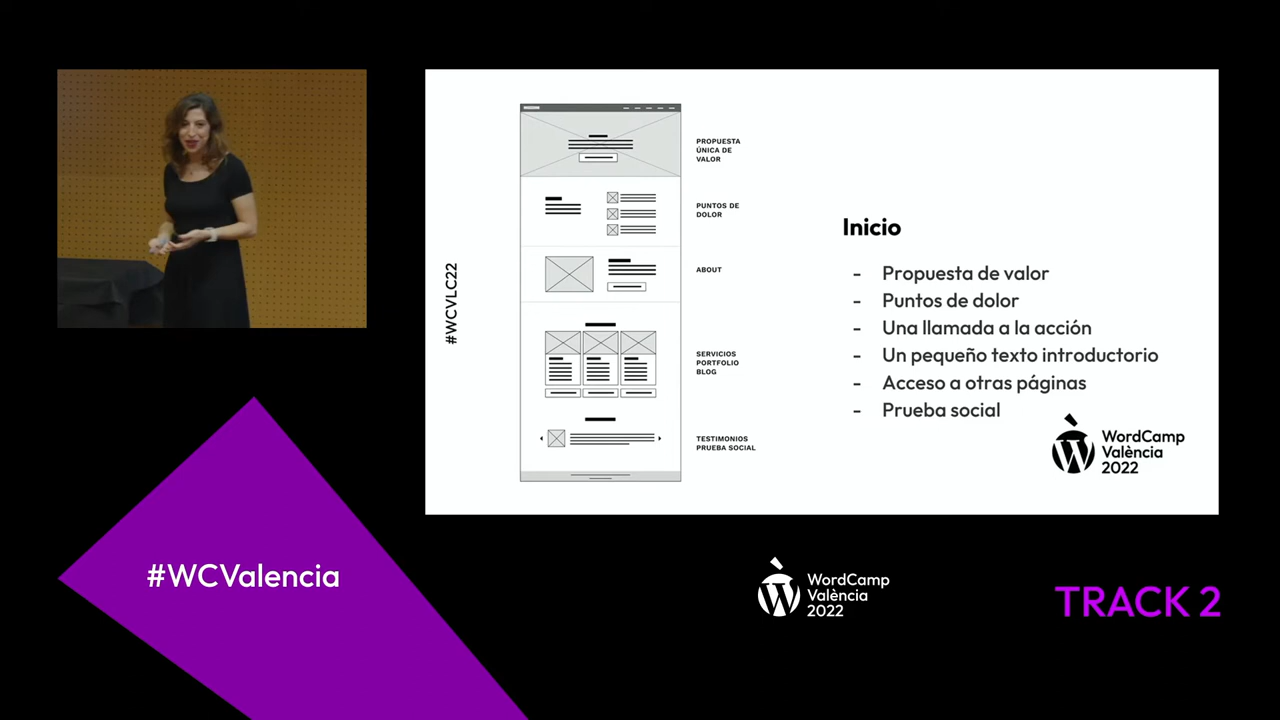 #WCVLC22
PROPUESTA
ÚNICA DE
VALOR
PUNTOS DE
DOLOR
ABOUT
SERVICIOS
PORTFOLIO
BLOG
TESTIMONIOS
PRUEBA SOCIAL
Inicio
- Propuesta de valor
- Puntos de dolor
- Una llamada a la acción
- Un pequeño texto introductorio
- Acceso a otras páginas
- Prueba social
WordCamp
València
2022
#WCValencia
WordCamp
València
2022
TRACK 2